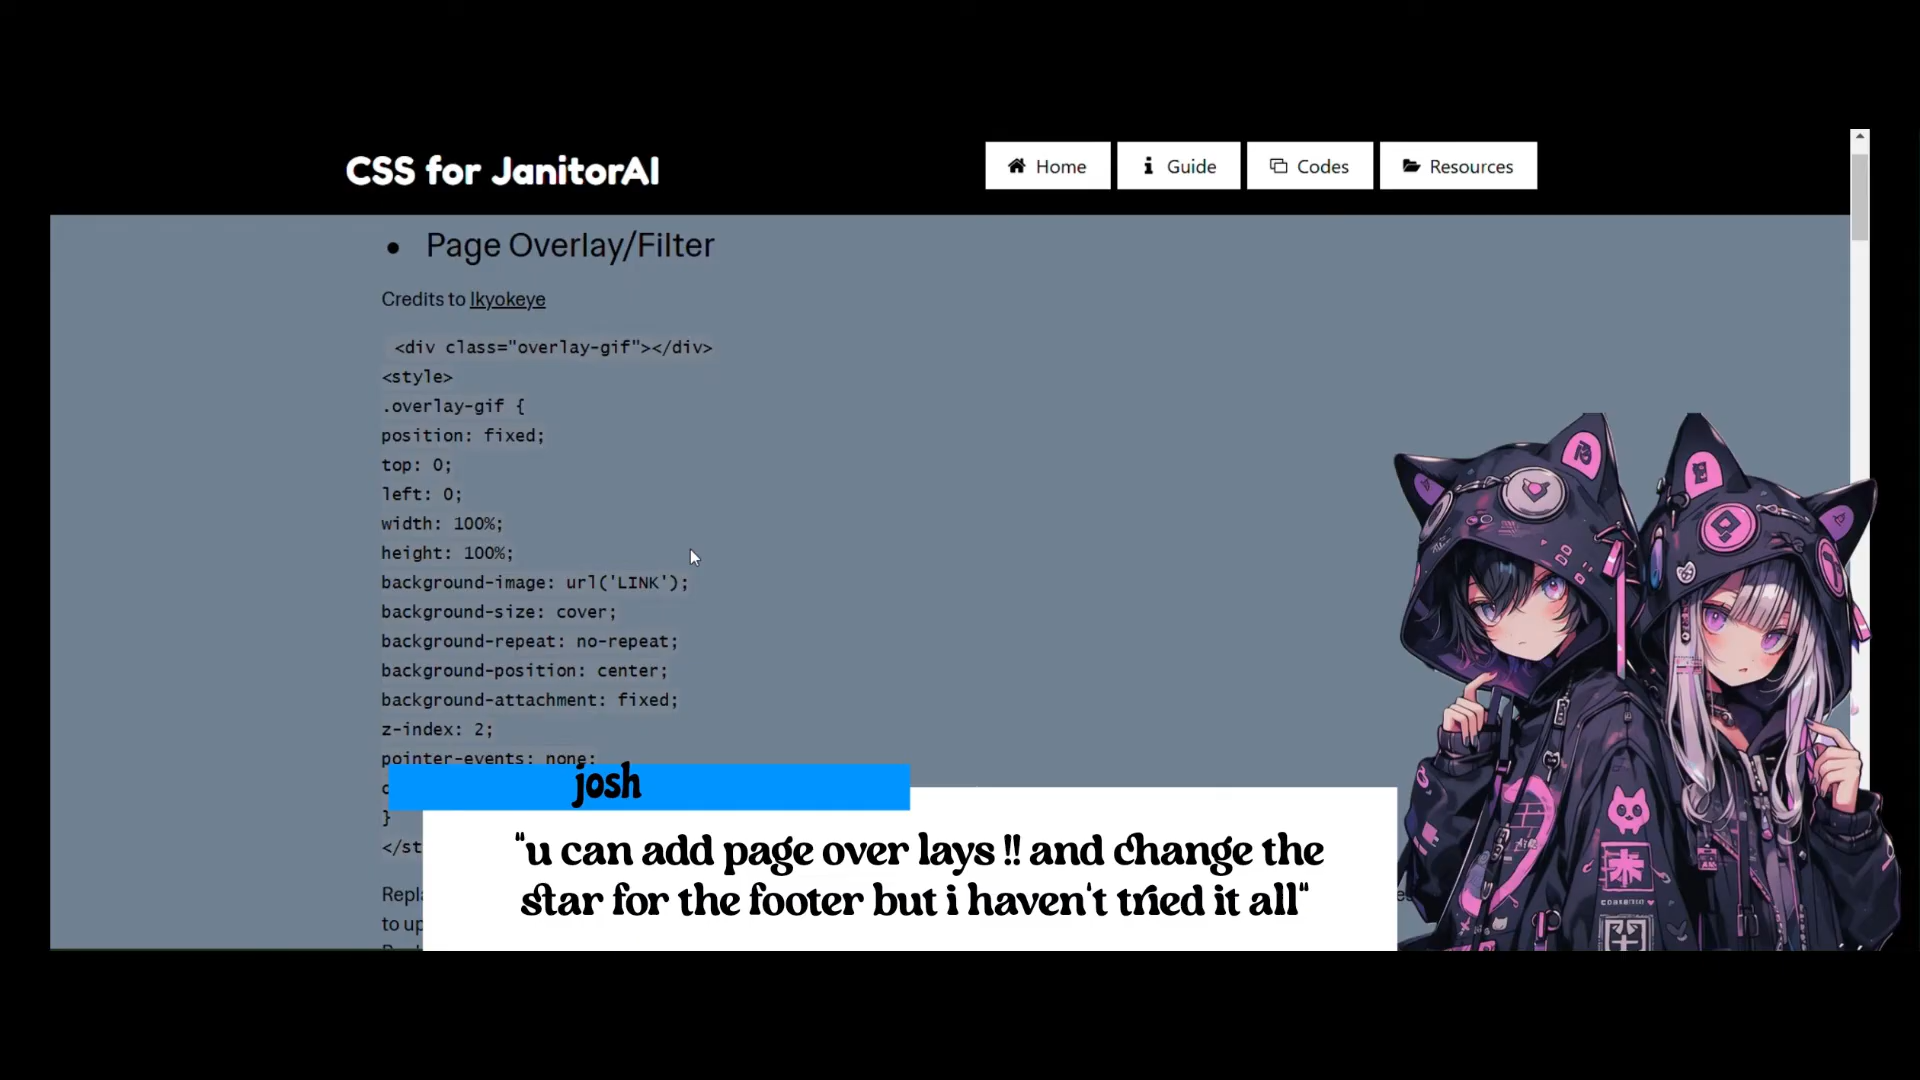 CSS for JanitorAI
Home
Guide
Codes
Resources
Page Overlay/Filter
Credits to Ikyokeye
<div class="overlay-gif"></div>
<style>
.overlay-gif {
position: fixed;
top: 0;
left: 0;
width: 100%;
height: 100%;
background-image: url('LINK');
background-size: cover;
background-repeat: no-repeat;
background-position: center;
background-attachment: fixed;
z-index: 2;
pointer-events: none;
}
josh
"u can add page over lays !! and change the
star for the footer but i haven't tried it all"